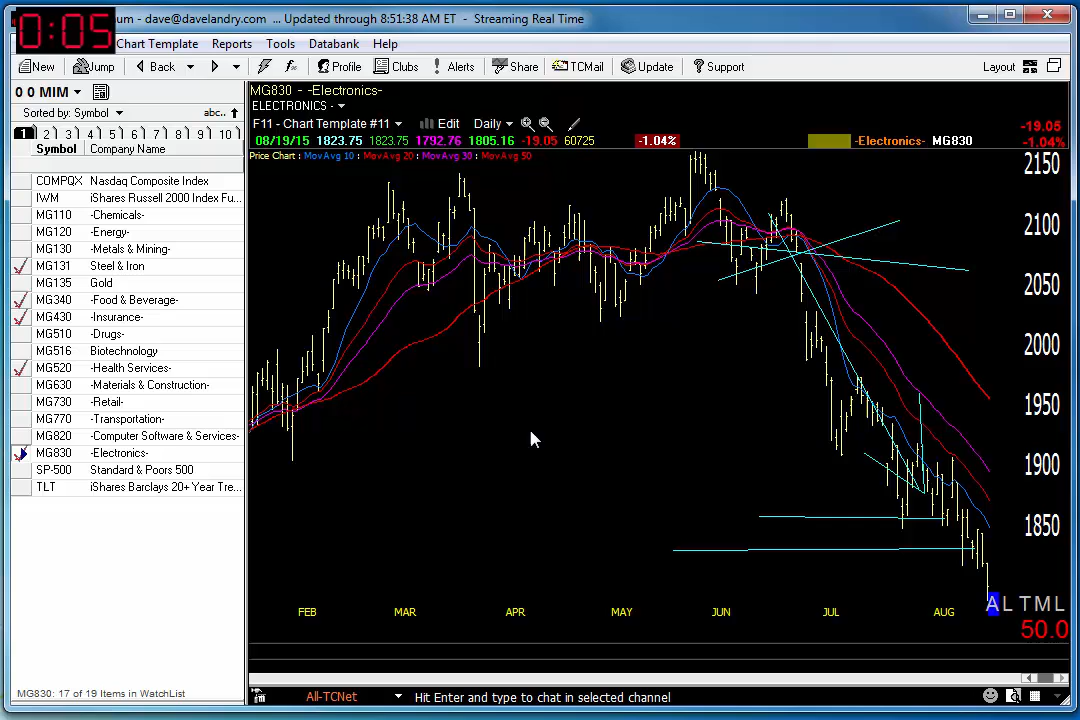 0:05
um - dave@davelandry.com ... Updated through 8:51:38 AM ET - Streaming Real Time
Chart Template Reports Tools Databank Help
New Jump Back Profile Clubs Alerts Share TCMail Update Support Layout
0 0 MIM
Sorted by: Symbol abc..
1 2 3 4 5 6 7 8 9 10
Symbol Company Name
COMPQX Nasdaq Composite Index
IWM iShares Russell 2000 Index Fu...
MG110 -Chemicals-
MG120 -Energy-
MG130 -Metals & Mining-
MG131 Steel & Iron
MG135 Gold
MG340 -Food & Beverage-
MG430 -Insurance-
MG510 -Drugs-
MG516 Biotechnology
MG520 -Health Services-
MG630 -Materials & Construction-
MG730 -Retail-
MG770 -Transportation-
MG820 -Computer Software & Services-
MG830 -Electronics-
SP-500 Standard & Poors 500
TLT iShares Barclays 20+ Year Tre...
MG830: 17 of 19 Items in WatchList
MG830 - -Electronics-
ELECTRONICS -
F11 - Chart Template #11 Edit Daily
08/19/15 1823.75 1823.75 1792.76 1805.16 -19.05 60725 -1.04% -Electronics- MG830
-19.05
-1.04%
Price Chart : MovAvg 10 : MovAvg 20 : MovAvg 30 : MovAvg 50
2150
2100
2050
2000
1950
1900
1850
FEB MAR APR MAY JUN JUL AUG
A L T M L
50.0
All-TCNet Hit Enter and type to chat in selected channel